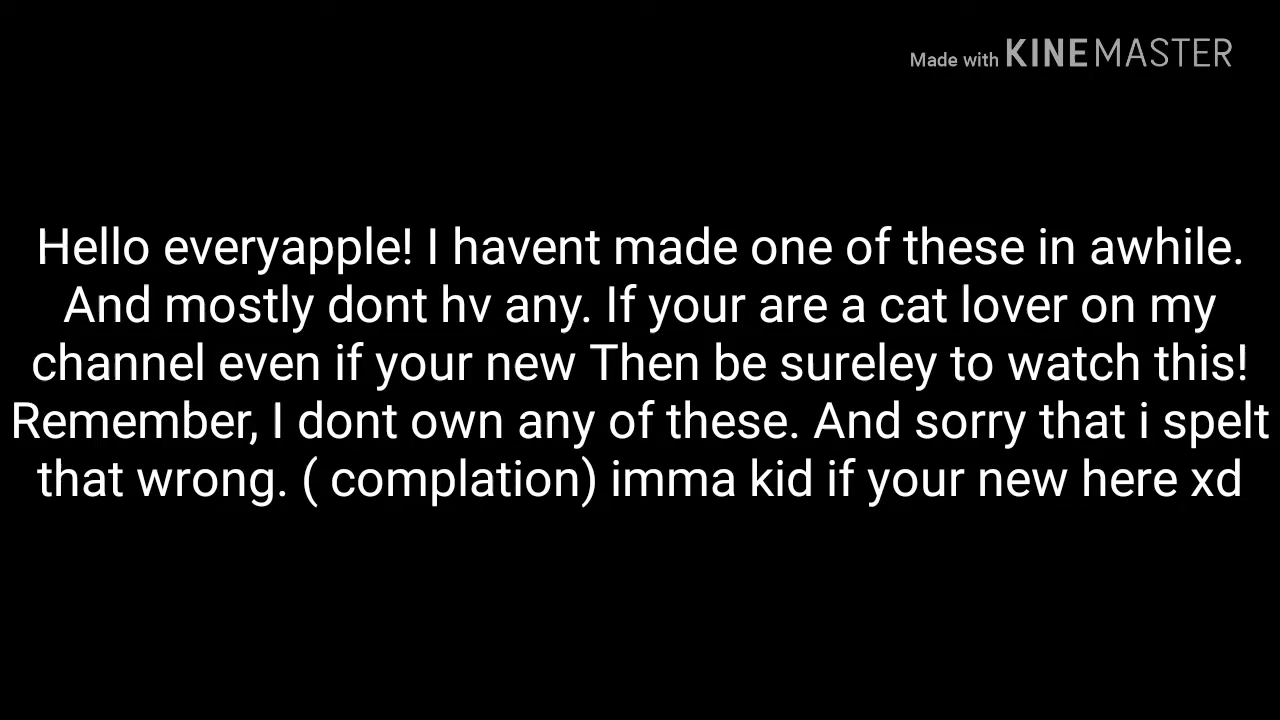 Made with KINEMASTER
Hello everyapple! I havent made one of these in awhile.
And mostly dont hv any. If your are a cat lover on my
channel even if your new Then be sureley to watch this!
Remember, I dont own any of these. And sorry that i spelt
that wrong. ( complation) imma kid if your new here xd